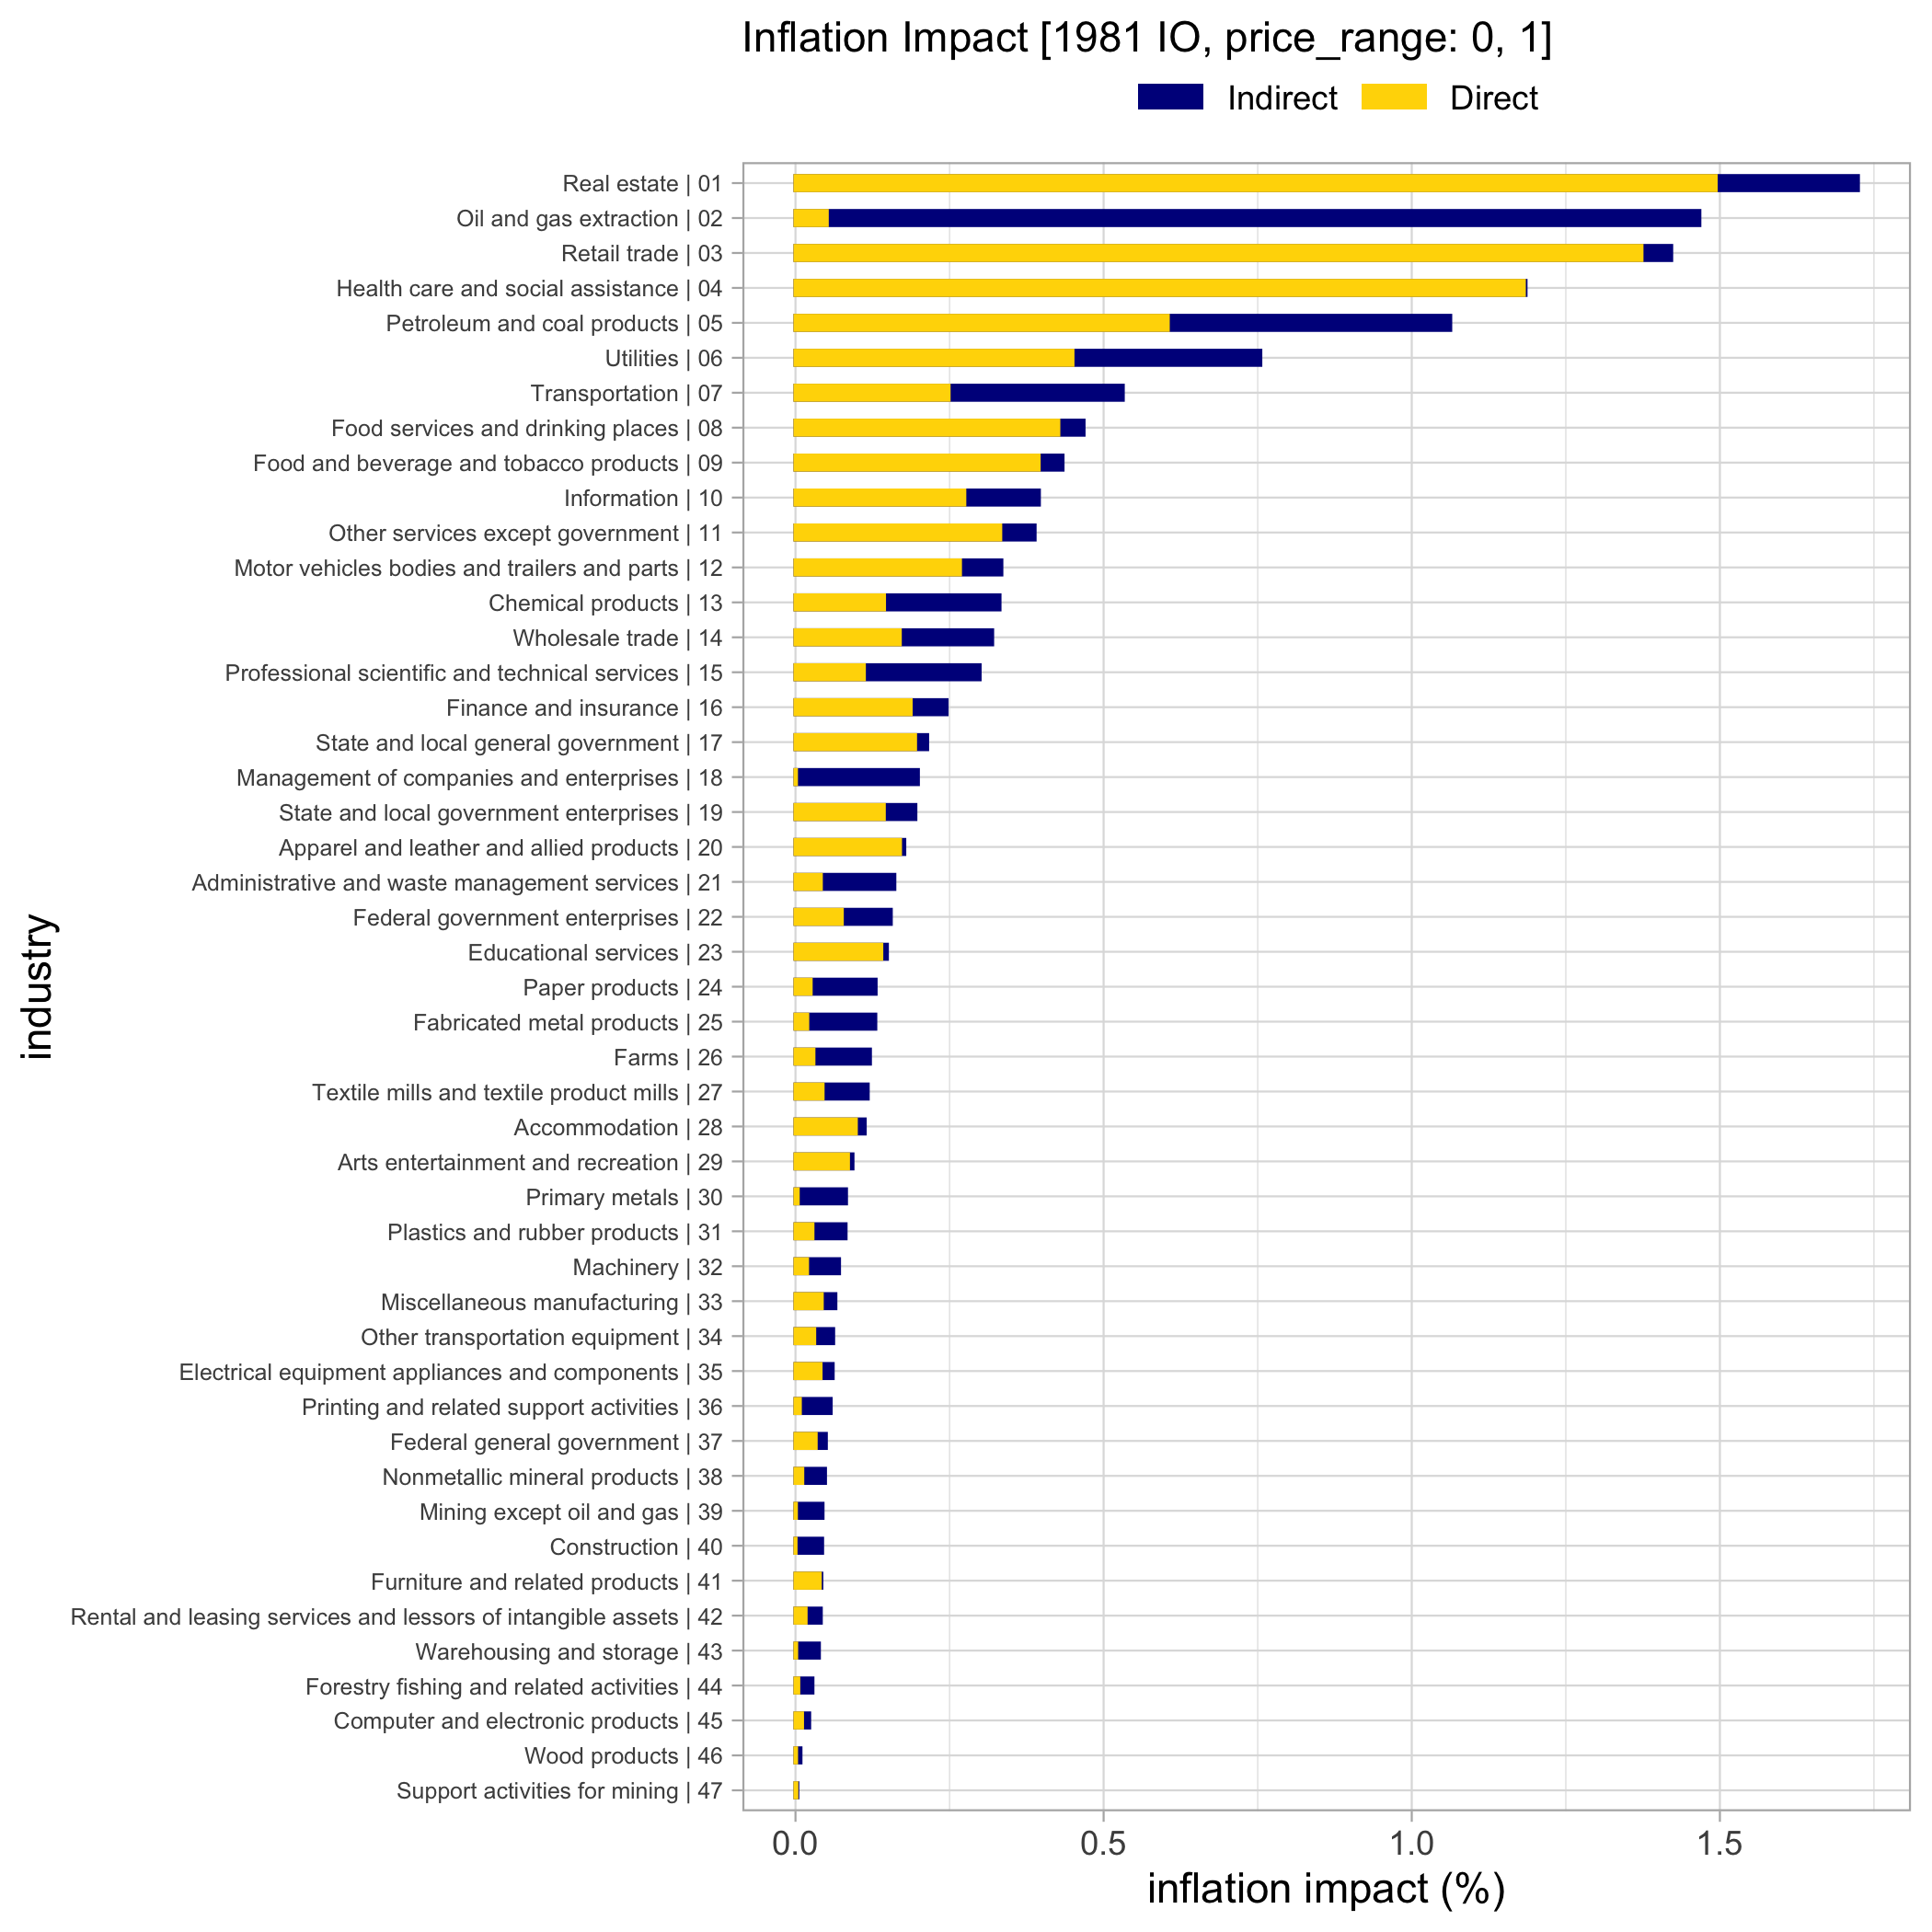 Inflation Impact [1981 IO, price_range: 0, 1]
Indirect Direct
Real estate | 01
Oil and gas extraction | 02
Retail trade | 03
Health care and social assistance | 04
Petroleum and coal products | 05
Utilities | 06
Transportation | 07
Food services and drinking places | 08
Food and beverage and tobacco products | 09
Information | 10
Other services except government | 11
Motor vehicles bodies and trailers and parts | 12
Chemical products | 13
Wholesale trade | 14
Professional scientific and technical services | 15
Finance and insurance | 16
State and local general government | 17
Management of companies and enterprises | 18
State and local government enterprises | 19
Apparel and leather and allied products | 20
Administrative and waste management services | 21
Federal government enterprises | 22
Educational services | 23
Paper products | 24
Fabricated metal products | 25
Farms | 26
Textile mills and textile product mills | 27
Accommodation | 28
Arts entertainment and recreation | 29
Primary metals | 30
Plastics and rubber products | 31
Machinery | 32
Miscellaneous manufacturing | 33
Other transportation equipment | 34
Electrical equipment appliances and components | 35
Printing and related support activities | 36
Federal general government | 37
Nonmetallic mineral products | 38
Mining except oil and gas | 39
Construction | 40
Furniture and related products | 41
Rental and leasing services and lessors of intangible assets | 42
Warehousing and storage | 43
Forestry fishing and related activities | 44
Computer and electronic products | 45
Wood products | 46
Support activities for mining | 47
industry
0.0 0.5 1.0 1.5
inflation impact (%)